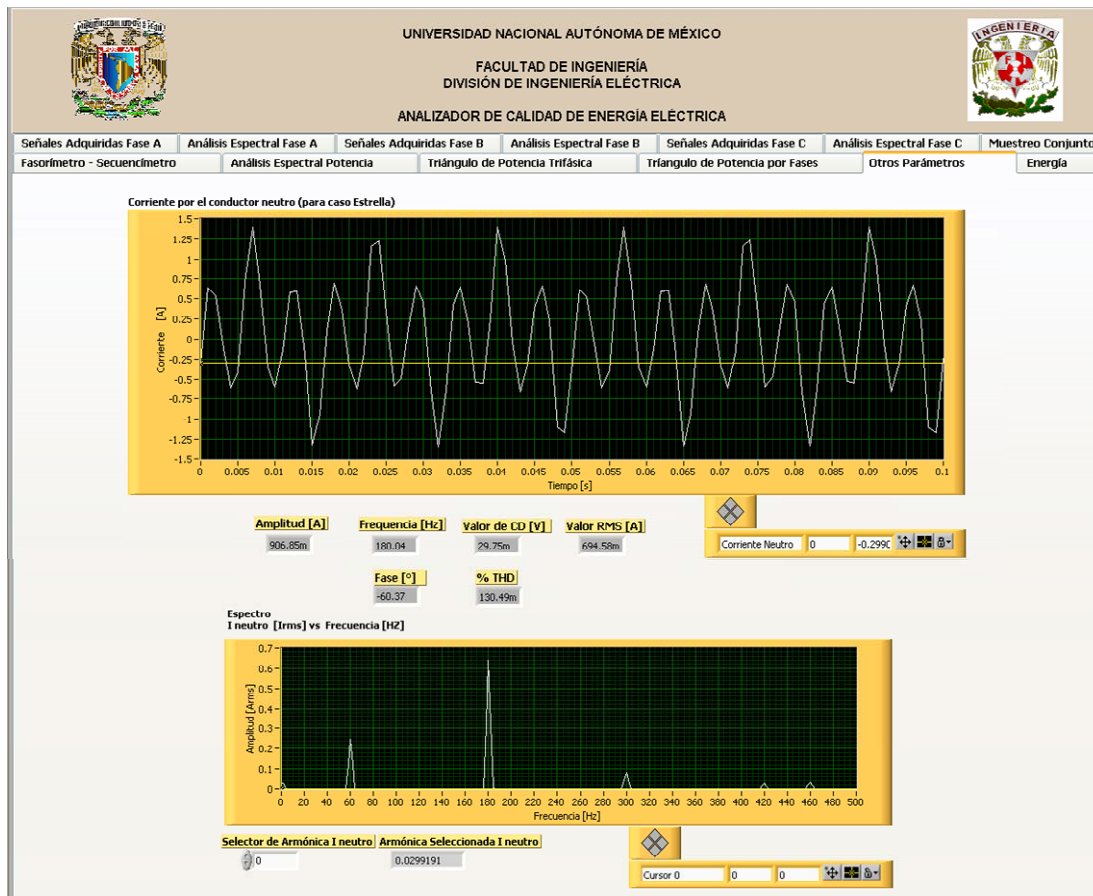 UNIVERSIDAD NACIONAL AUTÓNOMA DE MÉXICO
FACULTAD DE INGENIERÍA
DIVISIÓN DE INGENIERÍA ELÉCTRICA
ANALIZADOR DE CALIDAD DE ENERGÍA ELÉCTRICA
INGENIERIA
Señales Adquiridas Fase A Análisis Espectral Fase A Señales Adquiridas Fase B Análisis Espectral Fase B Señales Adquiridas Fase C Análisis Espectral Fase C Muestreo Conjunto
Fasorímetro - Secuencímetro Análisis Espectral Potencia Triángulo de Potencia Trifásica Tríangulo de Potencia por Fases Otros Parámetros Energía
Corriente por el conductor neutro (para caso Estrella)
Corriente [A]
1.5
1.25
1
0.75
0.5
0.25
0
-0.25
-0.5
-0.75
1
-1.25
-1.5
0 0.005 0.01 0.015 0.02 0.025 0.03 0.035 0.04 0.045 0.05 0.055 0.06 0.065 0.07 0.075 0.08 0.085 0.09 0.095 0.1
Tiempo [s]
Amplitud [A] Frequencia [Hz] Valor de CD [V] Valor RMS [A]
906.85m 180.04 29.75m 694.58m
Corriente Neutro 0 -0.299
Fase [°] % THD
-60.37 130.49m
Espectro
I neutro [Irms] vs Frecuencia [HZ]
Amplitud [Arms]
0.7
0.6
0.5
0.4
0.3
0.2
0.1
0
0 20 40 60 80 100 120 140 160 180 200 220 240 260 280 300 320 340 360 380 400 420 440 460 480 500
Frecuencia [Hz]
Selector de Armónica I neutro Armónica Seleccionada I neutro
0 0.0299191
Cursor 0 0 0